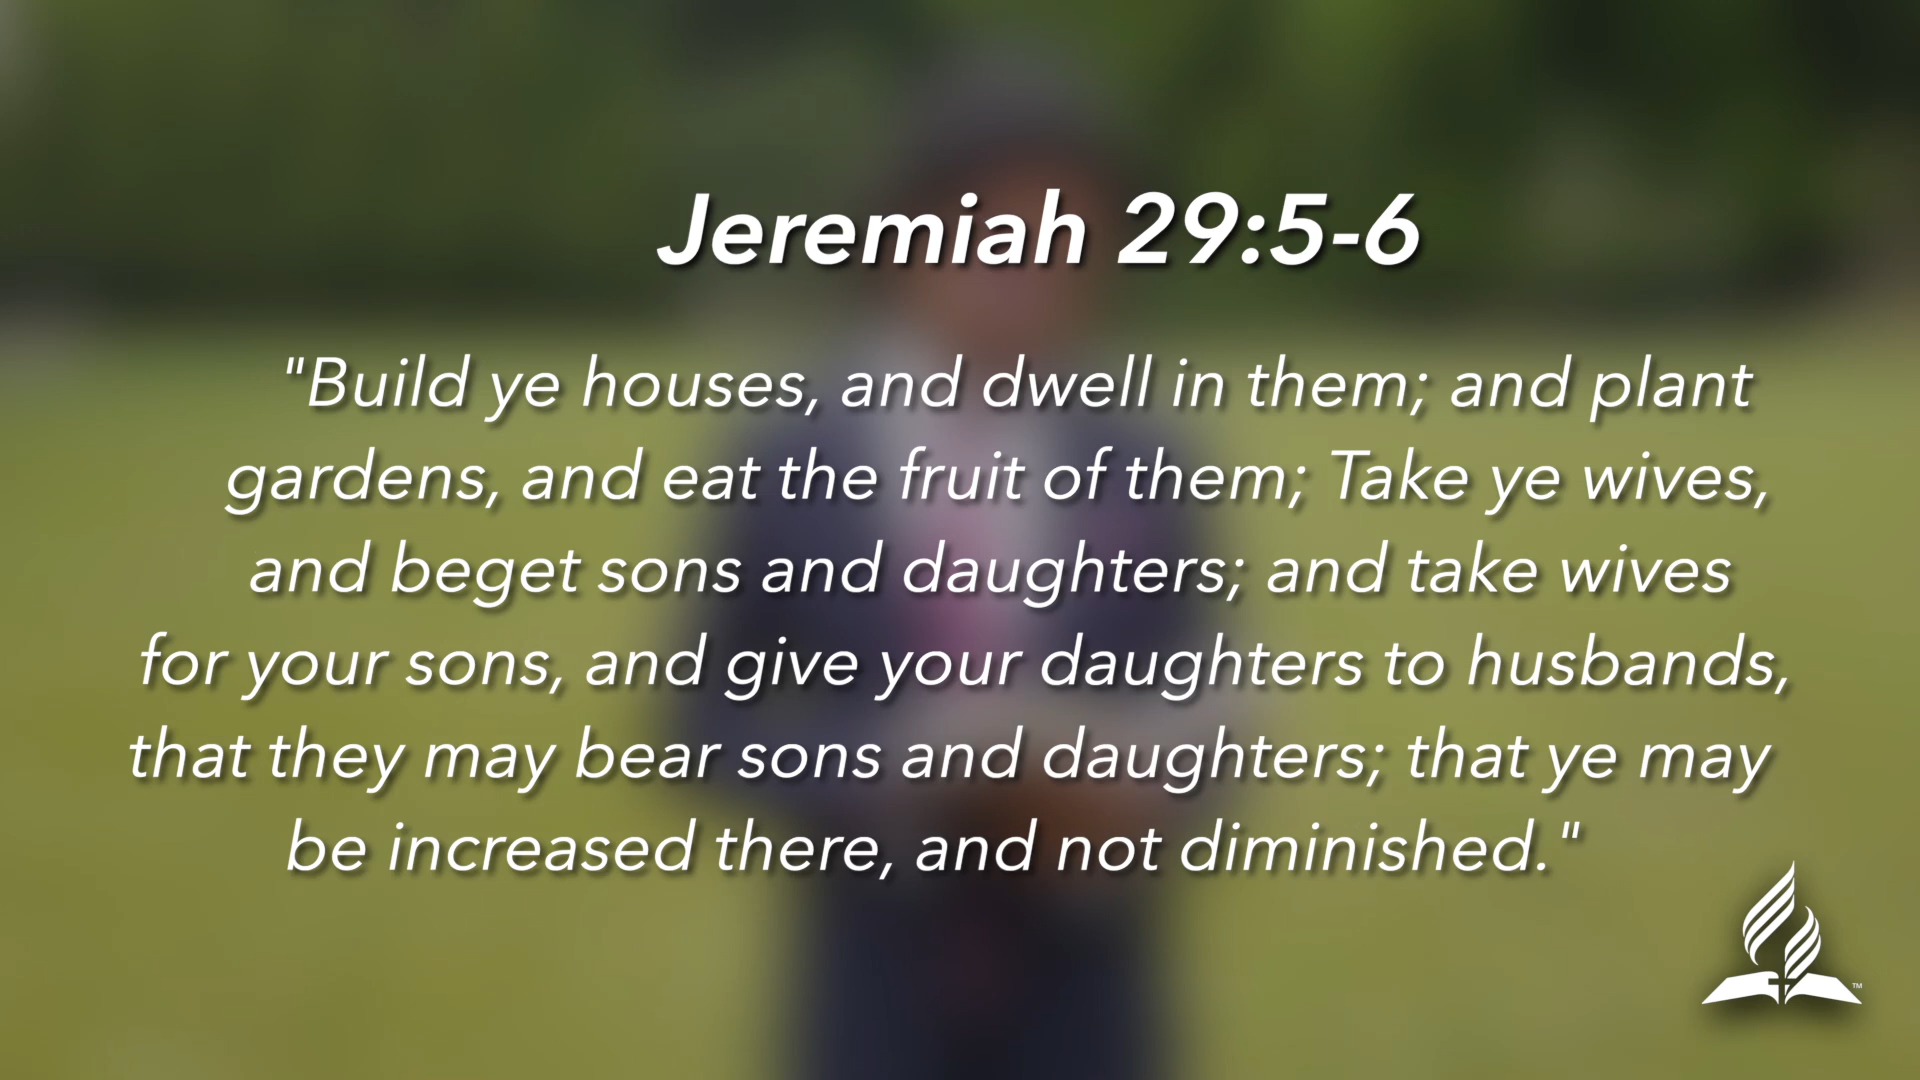 Jeremiah 29:5-6
"Build ye houses, and dwell in them; and plant
gardens, and eat the fruit of them; Take ye wives,
and beget sons and daughters; and take wives
for your sons, and give your daughters to husbands,
that they may bear sons and daughters; that ye may
be increased there, and not diminished."
TM